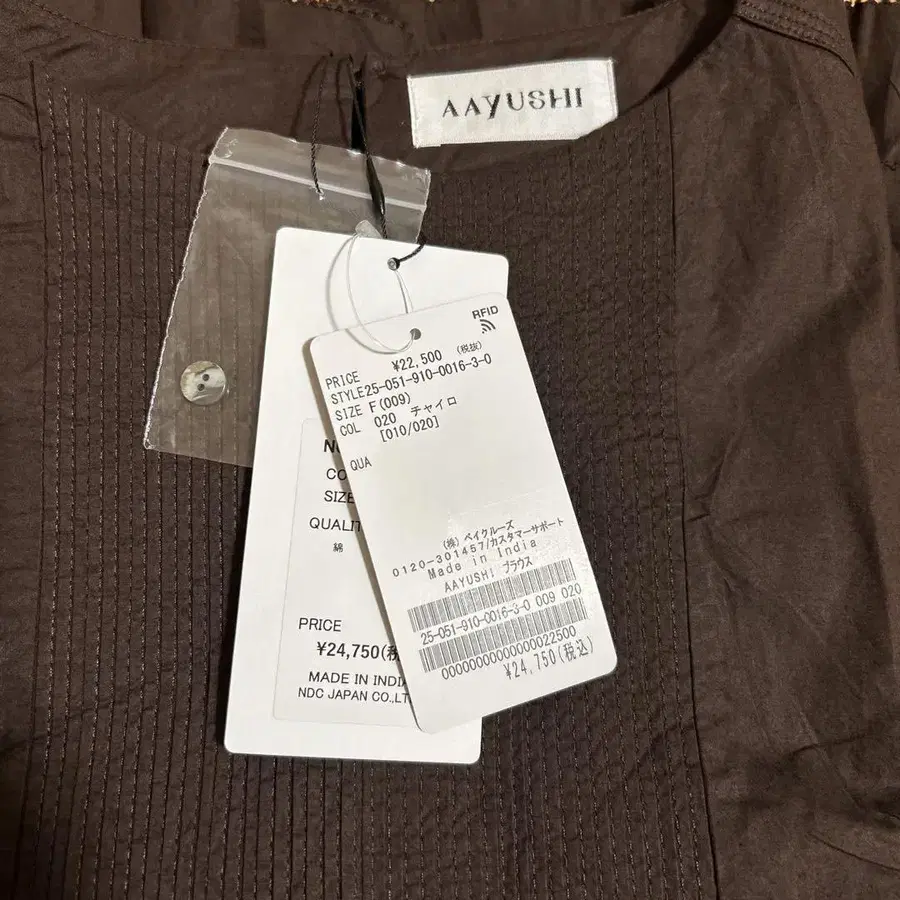 AAYUSHI
RFID
PRICE ¥22,500 (税抜)
STYLE25-051-910-0016-3-0
SIZE F(009)
COL 020 チャイロ
[010/020]
QUA
(株) ベイクルーズ
0120-301457/カスタマーサポート
Made in India
AAYUSHI ブラウス
25-051-910-0016-3-0 009 020
0000000000000022500
¥24,750(税込)
CO
SIZE
QUALIT
綿
PRICE
¥24,750(税
MADE IN INDIA
NDC JAPAN CO.,LT